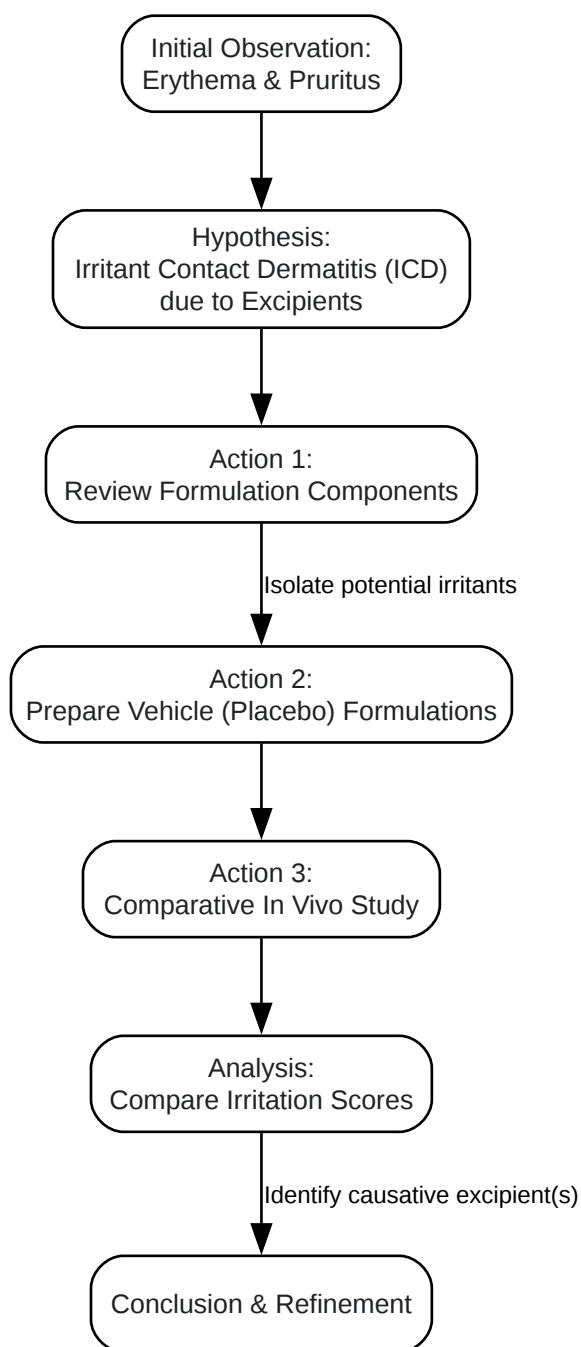 Initial Observation:
Erythema & Pruritus
Hypothesis:
Irritant Contact Dermatitis (ICD)
due to Excipients
Action 1:
Review Formulation Components
Isolate potential irritants
Action 2:
Prepare Vehicle (Placebo) Formulations
Action 3:
Comparative In Vivo Study
Analysis:
Compare Irritation Scores
Identify causative excipient(s)
Conclusion & Refinement